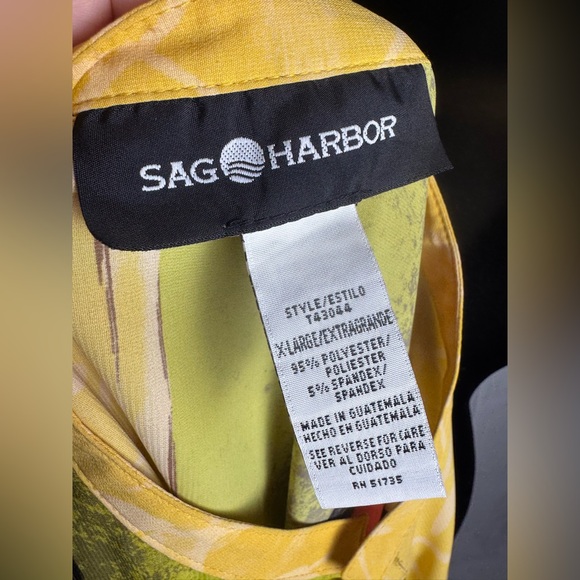 SAG HARBOR
STYLE/ESTILO
T43044
X-LARGE/EXTRAGRANDE
95% POLYESTER/
POLIESTER
5% SPANDEX/
SPANDEX
MADE IN GUATEMALA
HECHO EN GUATEMALA
SEE REVERSE FOR CARE
VER AL DORSO PARA
CUIDADO
RH 51735